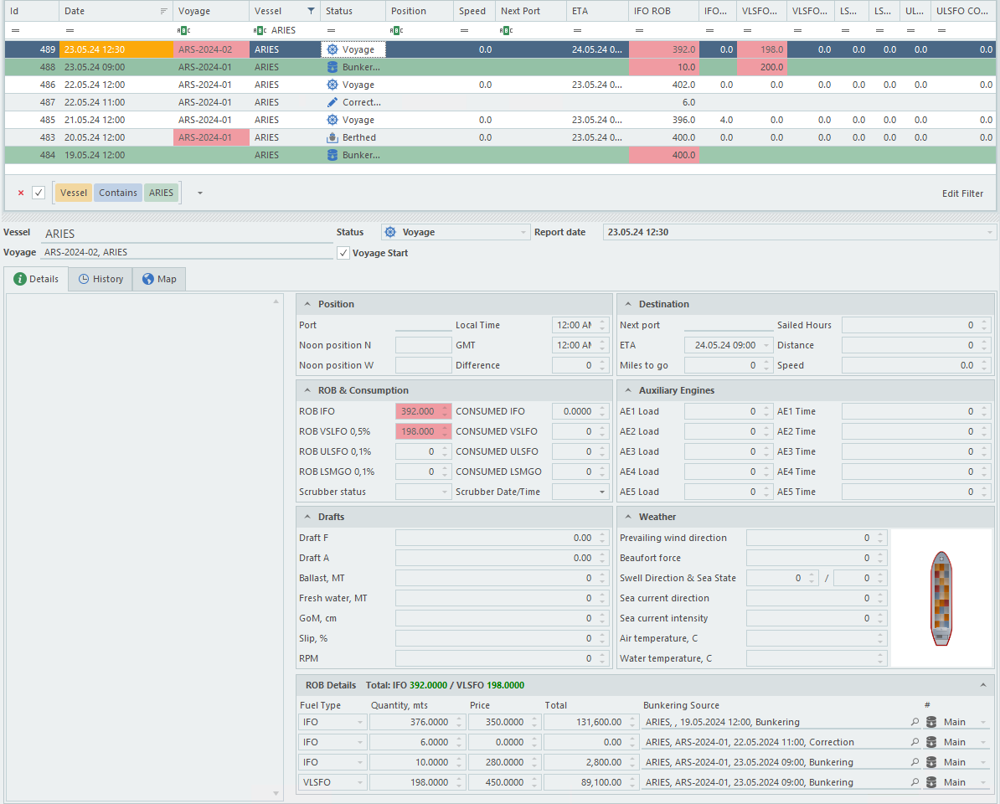 Id Date Voyage Vessel Status Position Speed Next Port ETA IFO ROB IFO... VLSFO... VLSFO... LS... LS... UL... ULSFO CO...
= = ABC ABC ARIES = ABC = ABC = = = = = = = = =
489 23.05.24 12:30 ARS-2024-02 ARIES Voyage 0.0 24.05.24 0... 392.0 0.0 198.0 0.0 0.0 0.0 0.0 0.0
488 23.05.24 09:00 ARS-2024-01 ARIES Bunker... 10.0 200.0
486 22.05.24 12:00 ARS-2024-01 ARIES Voyage 0.0 23.05.24 0... 402.0 0.0 0.0 0.0 0.0 0.0 0.0 0.0
487 22.05.24 11:00 ARS-2024-01 ARIES Correct... 6.0
485 21.05.24 12:00 ARS-2024-01 ARIES Voyage 0.0 23.05.24 0... 396.0 4.0 0.0 0.0 0.0 0.0 0.0 0.0
483 20.05.24 12:00 ARS-2024-01 ARIES Berthed 0.0 23.05.24 0... 400.0 0.0 0.0 0.0 0.0 0.0 0.0 0.0
484 19.05.24 12:00 ARIES Bunker... 400.0
Vessel Contains ARIES Edit Filter
Vessel ARIES Status Voyage Report date 23.05.24 12:30
Voyage ARS-2024-02, ARIES Voyage Start
Details History Map
Position
Port Local Time 12:00 AM
Noon position N GMT 12:00 AM
Noon position W Difference 0
Destination
Next port Sailed Hours 0
ETA 24.05.24 09:00 Distance 0
Miles to go 0 Speed 0.0
ROB & Consumption
ROB IFO 392.000 CONSUMED IFO 0.0000
ROB VSLFO 0,5% 198.000 CONSUMED VSLFO 0
ROB ULSFO 0,1% 0 CONSUMED ULSFO 0
ROB LSMGO 0,1% 0 CONSUMED LSMGO 0
Scrubber status Scrubber Date/Time
Auxiliary Engines
AE1 Load 0 AE1 Time 0
AE2 Load 0 AE2 Time 0
AE3 Load 0 AE3 Time 0
AE4 Load 0 AE4 Time 0
AE5 Load 0 AE5 Time 0
Drafts
Draft F 0.00
Draft A 0.00
Ballast, MT 0
Fresh water, MT 0
GoM, cm 0
Slip, % 0
RPM 0
Weather
Prevailing wind direction 0
Beaufort force 0
Swell Direction & Sea State 0 / 0
Sea current direction 0
Sea current intensity 0
Air temperature, C
Water temperature, C
ROB Details Total: IFO 392.0000 / VLSFO 198.0000
Fuel Type Quantity, mts Price Total Bunkering Source #
IFO 376.0000 350.0000 131,600.00 ARIES, , 19.05.2024 12:00, Bunkering Main
IFO 6.0000 0.0000 0.00 ARIES, ARS-2024-01, 22.05.2024 11:00, Correction Main
IFO 10.0000 280.0000 2,800.00 ARIES, ARS-2024-01, 23.05.2024 09:00, Bunkering Main
VLSFO 198.0000 450.0000 89,100.00 ARIES, ARS-2024-01, 23.05.2024 09:00, Bunkering Main